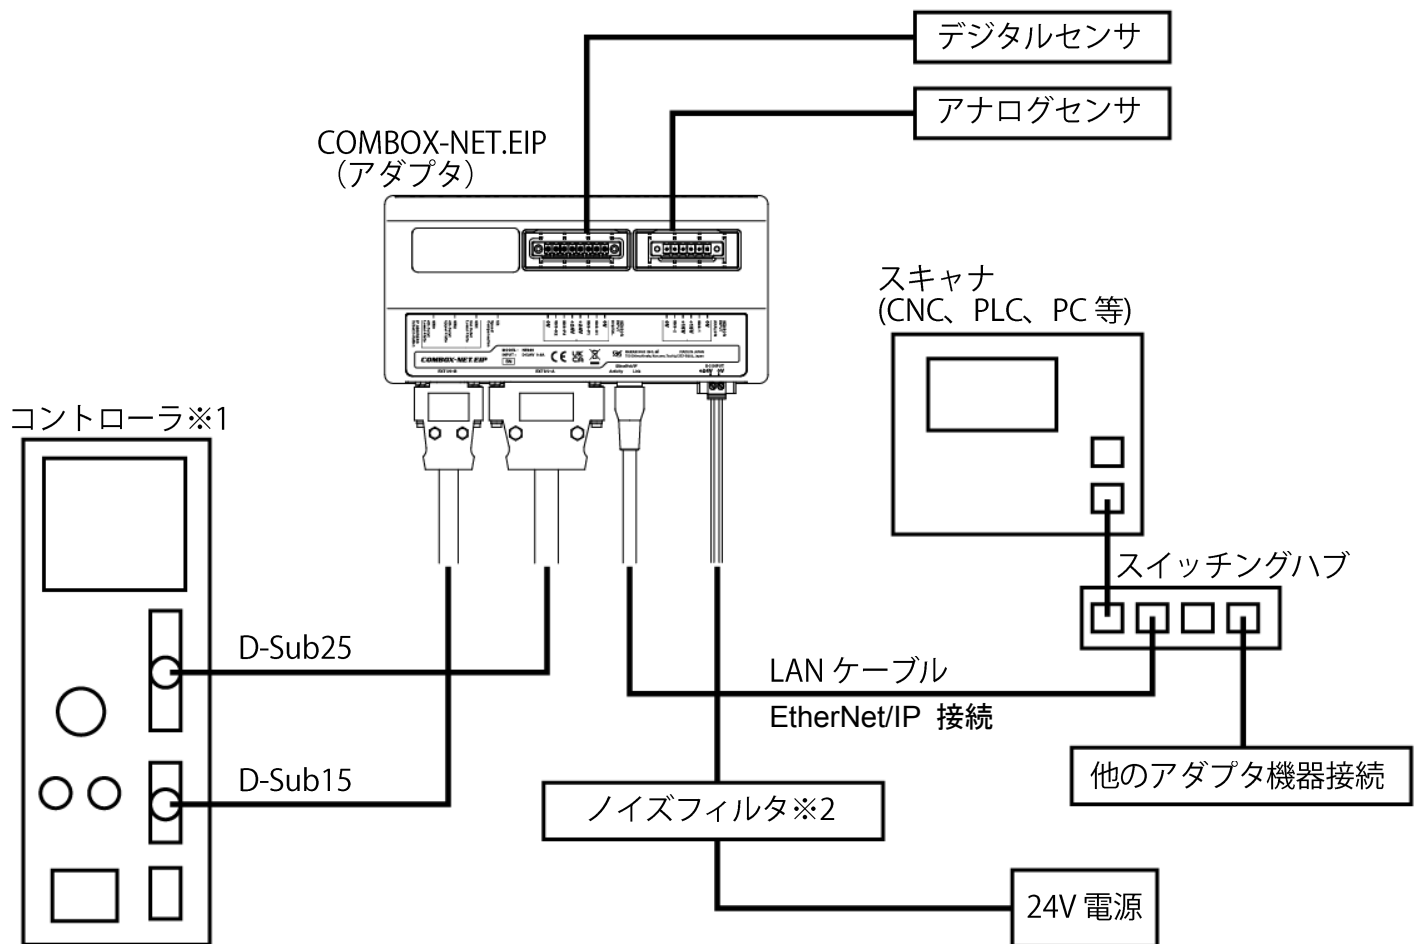 デジタルセンサ
アナログセンサ
COMBOX-NET.EIP
（アダプタ）
スキャナ
(CNC、PLC、PC 等)
COMBOX-NET.EIP
コントローラ※1
スイッチングハブ
D-Sub25
LAN ケーブル
EtherNet/IP 接続
D-Sub15
ノイズフィルタ※2
他のアダプタ機器接続
24V 電源